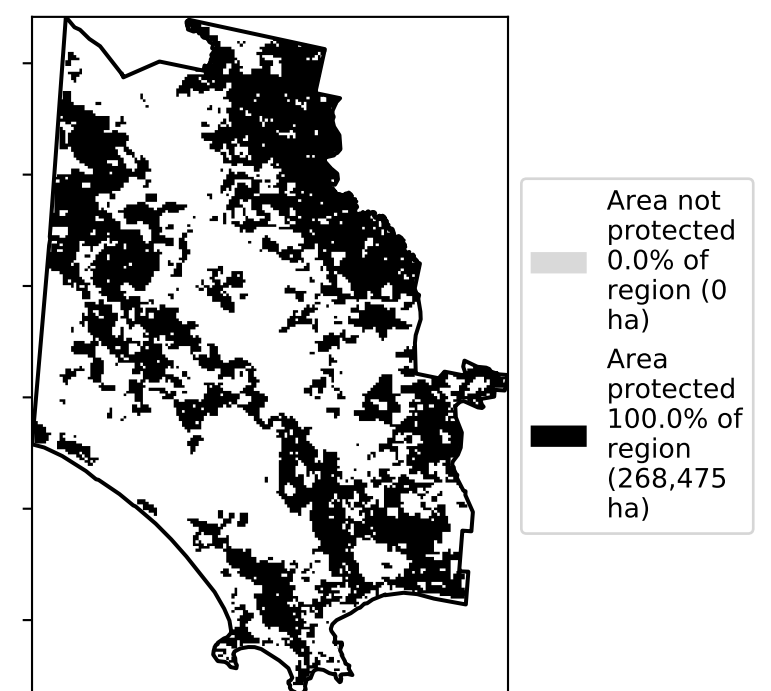 Area not
protected
0.0% of
region (0
ha)
Area
protected
100.0% of
region
(268,475
ha)